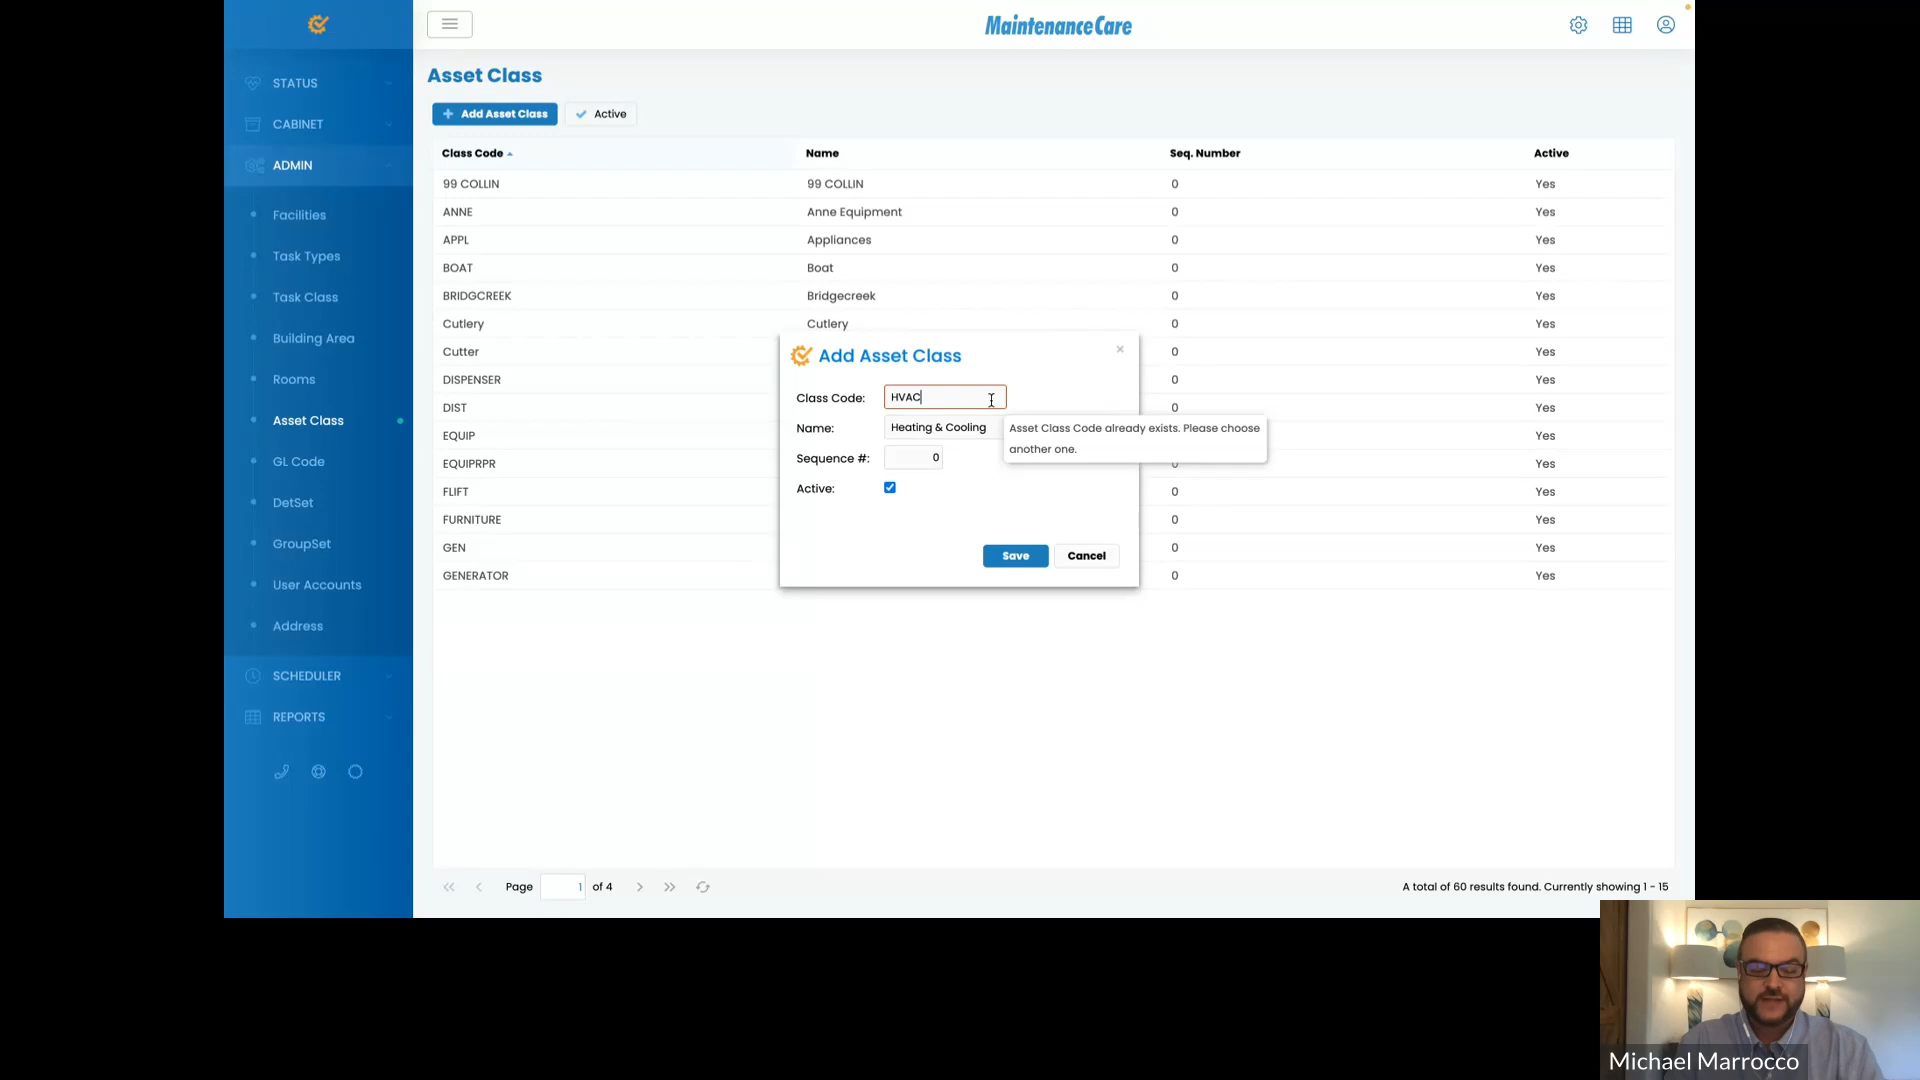 MaintenanceCare
STATUS
CABINET
ADMIN
Facilities
Task Types
Task Class
Building Area
Rooms
Asset Class
GL Code
DetSet
GroupSet
User Accounts
Address
SCHEDULER
REPORTS
Asset Class
Add Asset Class
Active
Class Code Name Seq. Number Active
99 COLLIN 99 COLLIN 0 Yes
ANNE Anne Equipment 0 Yes
APPL Appliances 0 Yes
BOAT Boat 0 Yes
BRIDGCREEK Bridgecreek 0 Yes
Cutlery Cutlery 0 Yes
Cutter 0 Yes
DISPENSER 0 Yes
DIST 0 Yes
EQUIP Yes
EQUIPRPR 0 Yes
FLIFT 0 Yes
FURNITURE 0 Yes
GEN 0 Yes
GENERATOR 0 Yes
Add Asset Class
Class Code: HVAC
Name: Heating & Cooling
Asset Class Code already exists. Please choose
another one.
Sequence #: 0
Active:
Save Cancel
Page 1 of 4
A total of 60 results found. Currently showing 1 - 15
Michael Marrocco